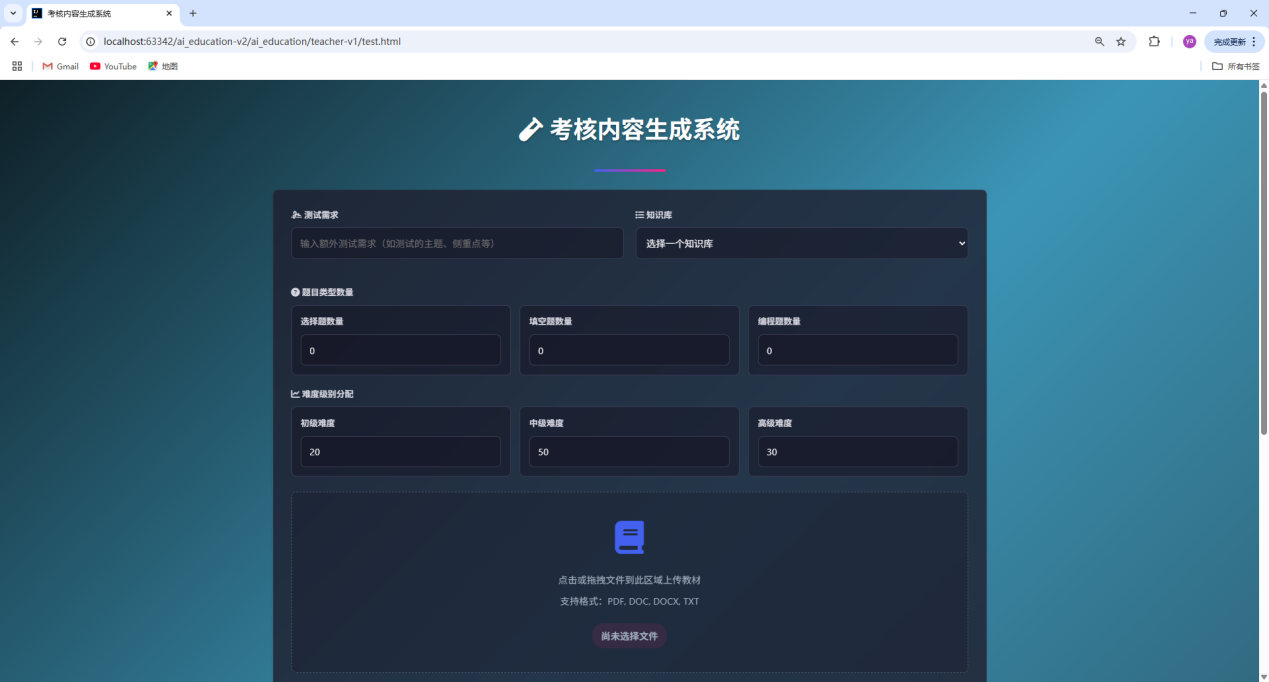 考核内容生成系统
localhost:63342/ai_education-v2/ai_education/teacher-v1/test.html
ya
完成更新
Gmail
YouTube
地图
所有书签
考核内容生成系统
测试需求
知识库
输入额外测试需求（如测试的主题、侧重点等）
选择一个知识库
题目类型数量
选择题数量
填空题数量
编程题数量
0
0
0
难度级别分配
初级难度
中级难度
高级难度
20
50
30
点击或拖拽文件到此区域上传教材
支持格式：PDF, DOC, DOCX, TXT
尚未选择文件